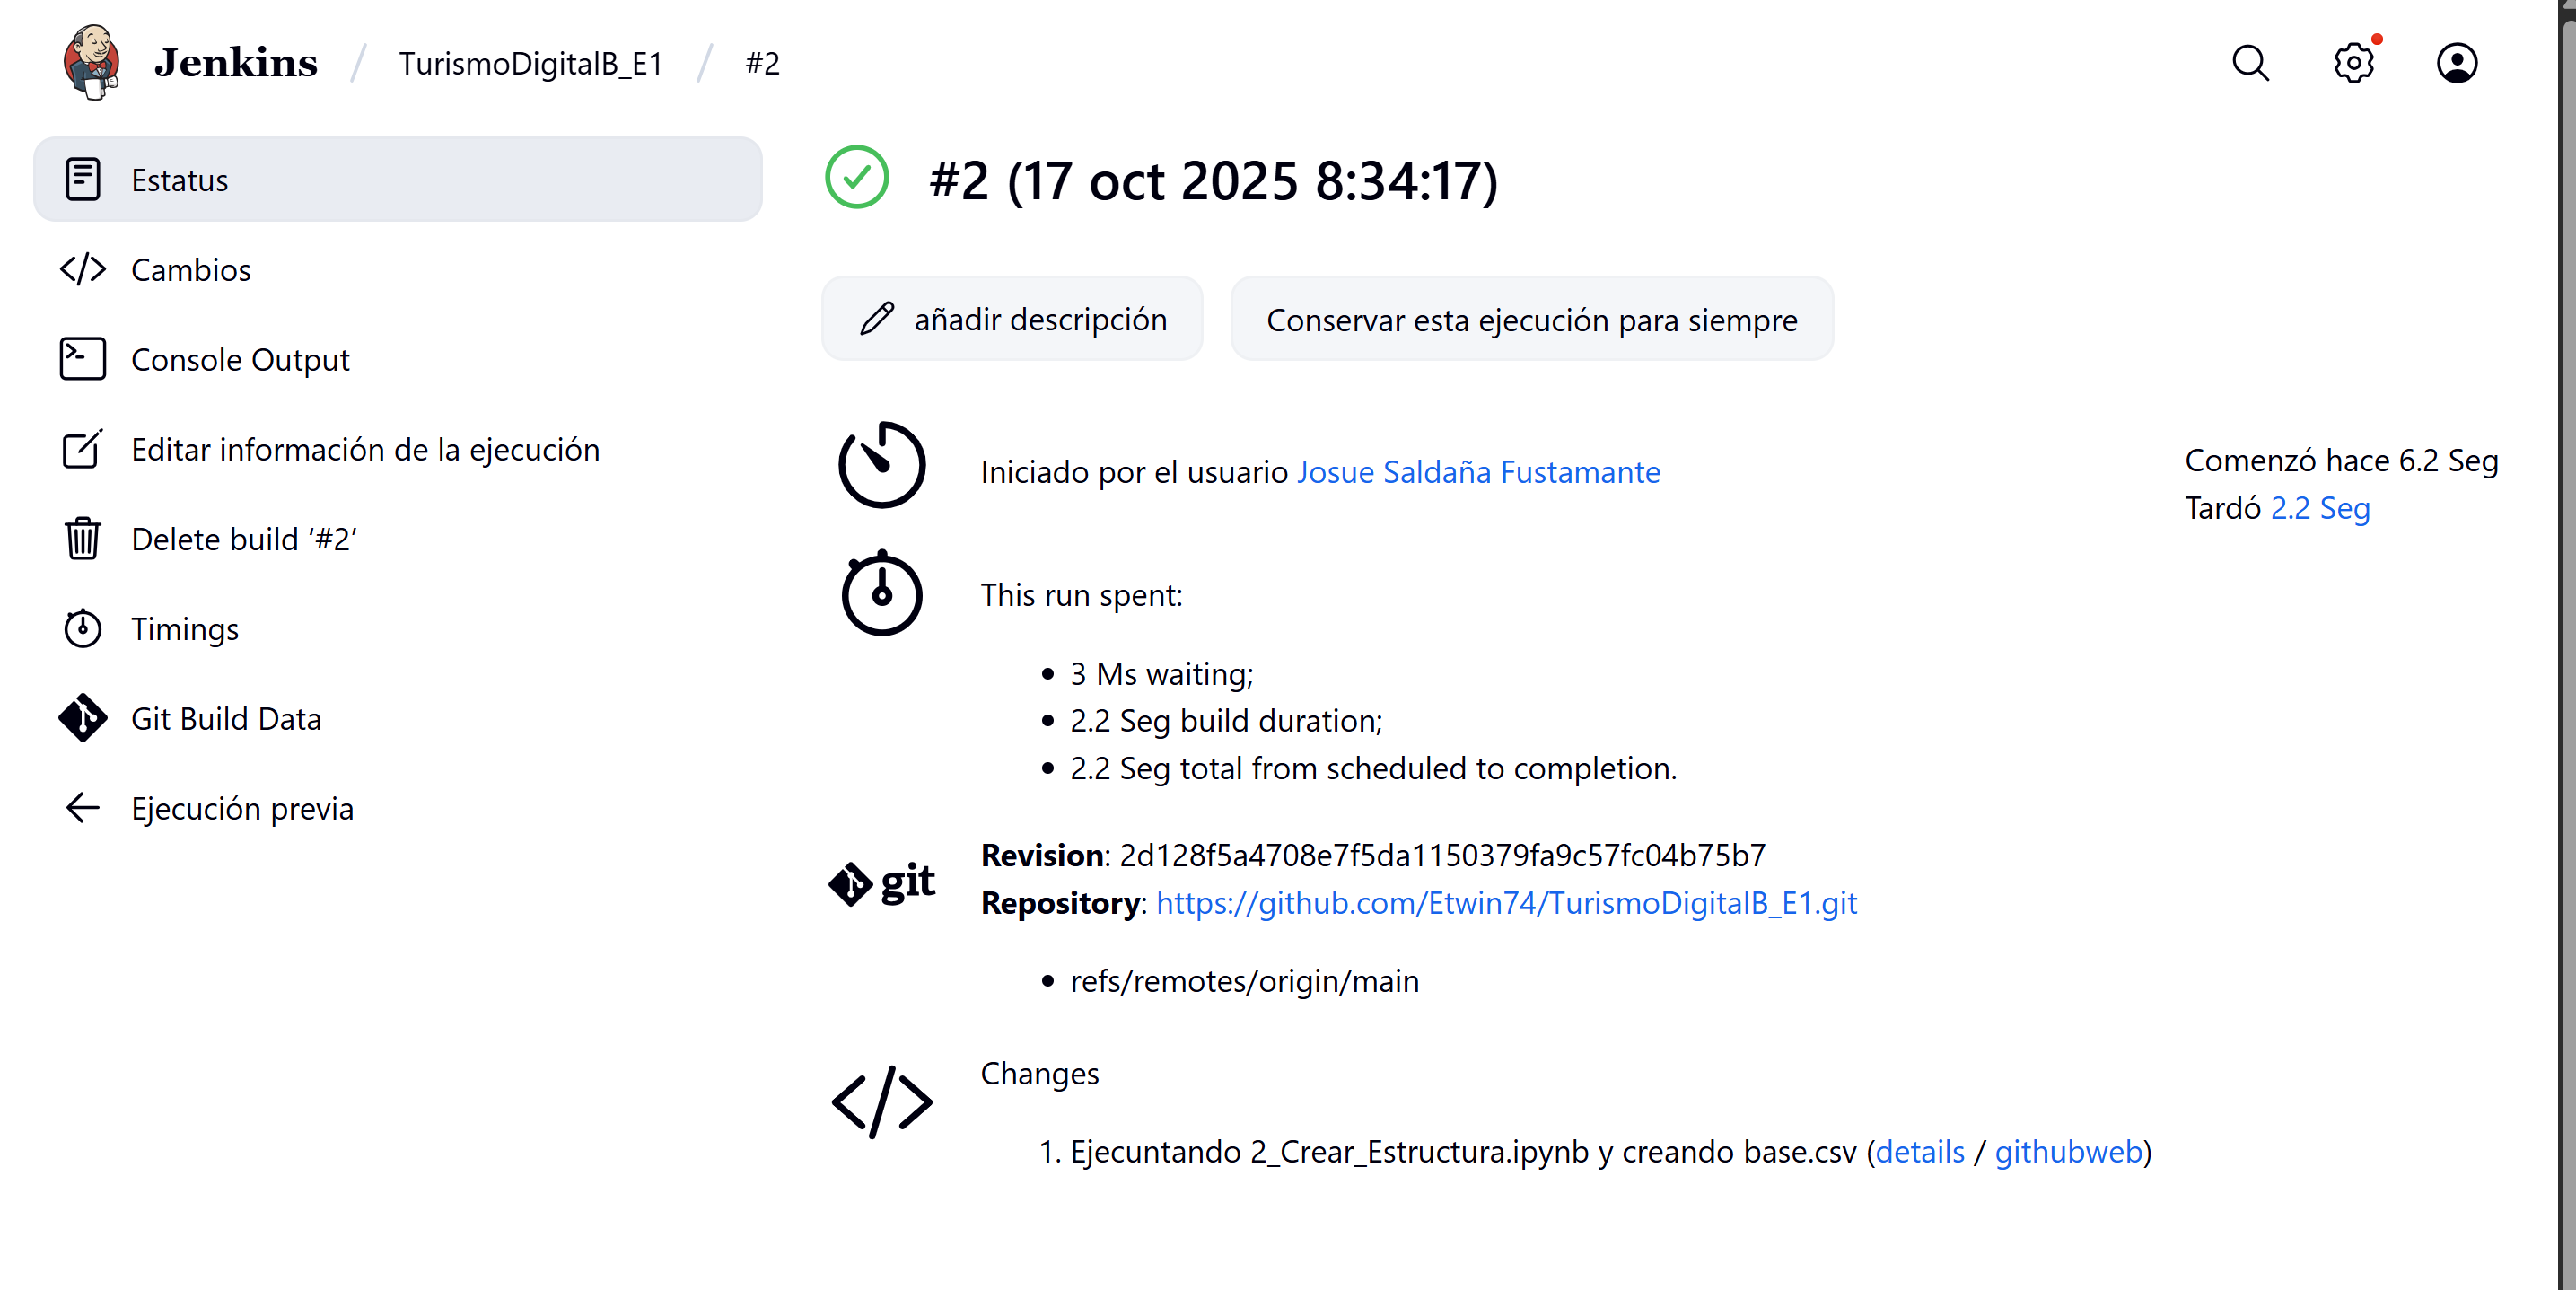 Jenkins / TurismoDigitalB_E1 / #2
Estatus
Cambios
Console Output
Editar información de la ejecución
Delete build ‘#2’
Timings
Git Build Data
Ejecución previa
#2 (17 oct 2025 8:34:17)
añadir descripción
Conservar esta ejecución para siempre
Iniciado por el usuario Josue Saldaña Fustamante
Comenzó hace 6.2 Seg
Tardó 2.2 Seg
This run spent:
3 Ms waiting;
2.2 Seg build duration;
2.2 Seg total from scheduled to completion.
git
Revision: 2d128f5a4708e7f5da1150379fa9c57fc04b75b7
Repository: https://github.com/Etwin74/TurismoDigitalB_E1.git
refs/remotes/origin/main
Changes
1. Ejecuntando 2_Crear_Estructura.ipynb y creando base.csv (details / githubweb)